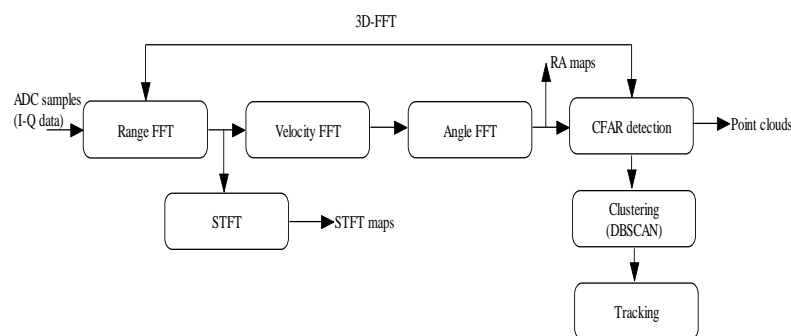 3D-FFT
RA maps
ADC samples
(I-Q data)
Range FFT
Velocity FFT
Angle FFT
CFAR detection
Point clouds
STFT
STFT maps
Clustering
(DBSCAN)
Tracking